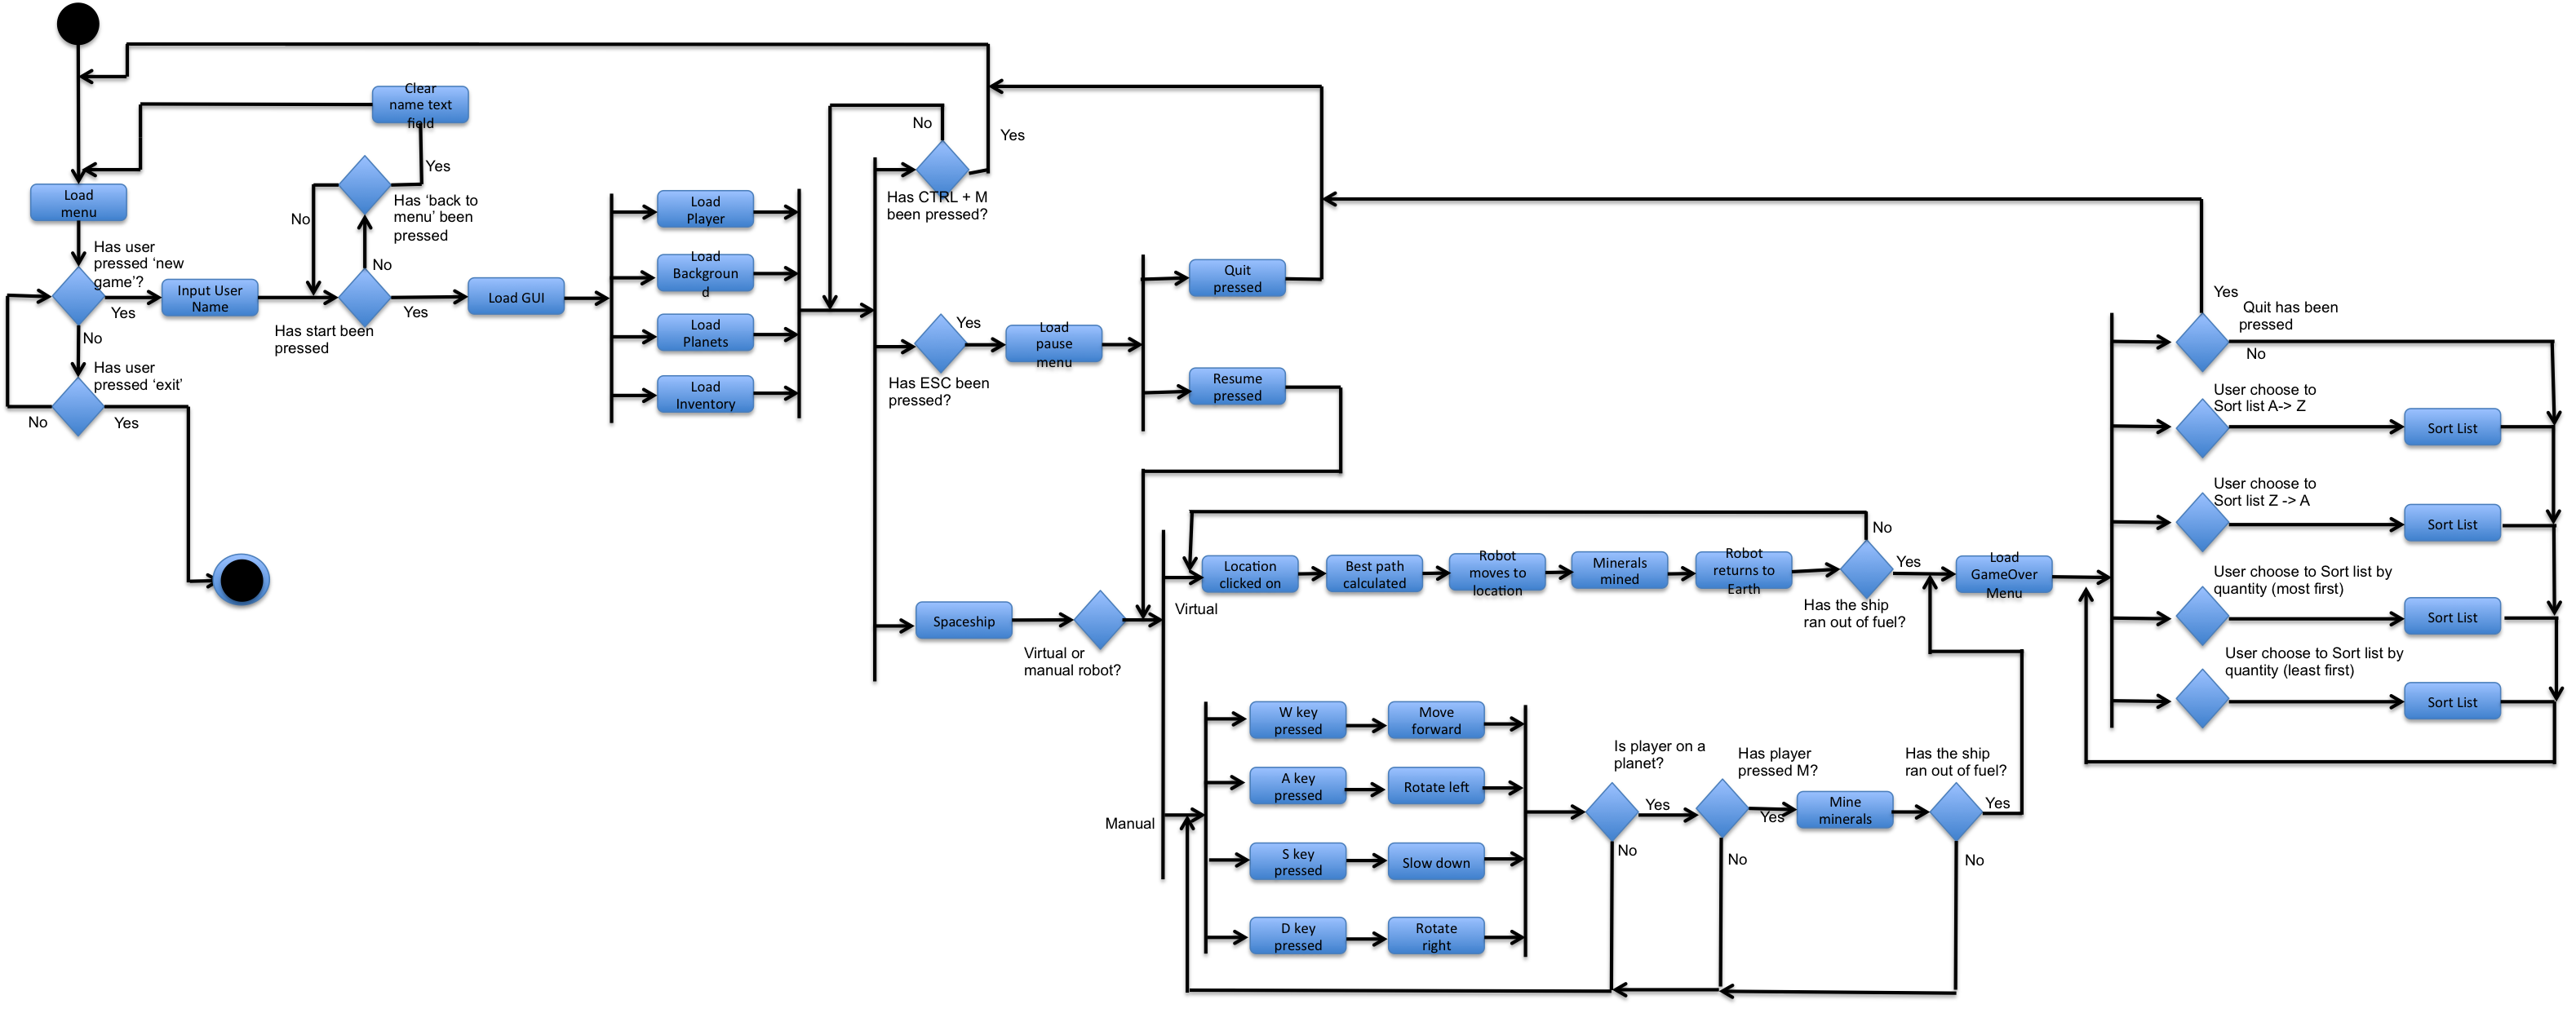 Clear
name text
field
Yes
Load
menu
Has ‘back to
menu’ been
pressed
No
No
Has user
pressed ‘new
game’?
Yes
No
Input User
Name
Has start been
pressed
Yes
Load GUI
Has user
pressed ‘exit’
No
Yes
Load
Player
Load
Backgroun
d
Load
Planets
Load
Inventory
No
Yes
Has CTRL + M
been pressed?
Yes
Has ESC been
pressed?
Load
pause
menu
Quit
pressed
Resume
pressed
Spaceship
Virtual or
manual robot?
Virtual
Location
clicked on
Best path
calculated
Robot
moves to
location
Minerals
mined
Robot
returns to
Earth
No
Yes
Has the ship
ran out of fuel?
Load
GameOver
Menu
Manual
W key
pressed
Move
forward
A key
pressed
Rotate left
S key
pressed
Slow down
D key
pressed
Rotate
right
Is player on a
planet?
Yes
No
Has player
pressed M?
Yes
No
Mine
minerals
Has the ship
ran out of fuel?
Yes
No
Yes
Quit has been
pressed
No
User choose to
Sort list A-> Z
Sort List
User choose to
Sort list Z -> A
Sort List
User choose to Sort list by
quantity (most first)
Sort List
User choose to Sort list by
quantity (least first)
Sort List